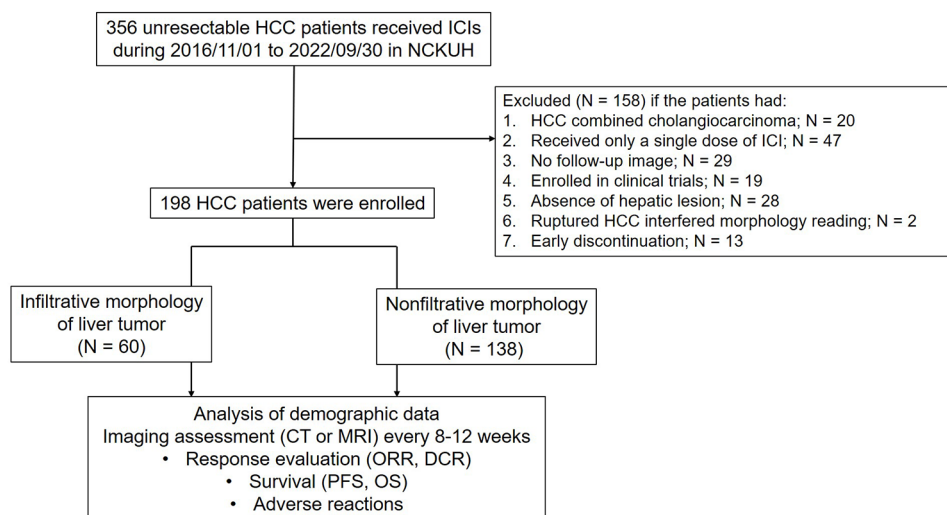 356 unresectable HCC patients received ICIs
during 2016/11/01 to 2022/09/30 in NCKUH
Excluded (N = 158) if the patients had:
1. HCC combined cholangiocarcinoma; N = 20
2. Received only a single dose of ICI; N = 47
3. No follow-up image; N = 29
4. Enrolled in clinical trials; N = 19
5. Absence of hepatic lesion; N = 28
6. Ruptured HCC interfered morphology reading; N = 2
7. Early discontinuation; N = 13
198 HCC patients were enrolled
Infiltrative morphology
of liver tumor
(N = 60)
Nonfiltrative morphology
of liver tumor
(N = 138)
Analysis of demographic data
Imaging assessment (CT or MRI) every 8-12 weeks
• Response evaluation (ORR, DCR)
• Survival (PFS, OS)
• Adverse reactions